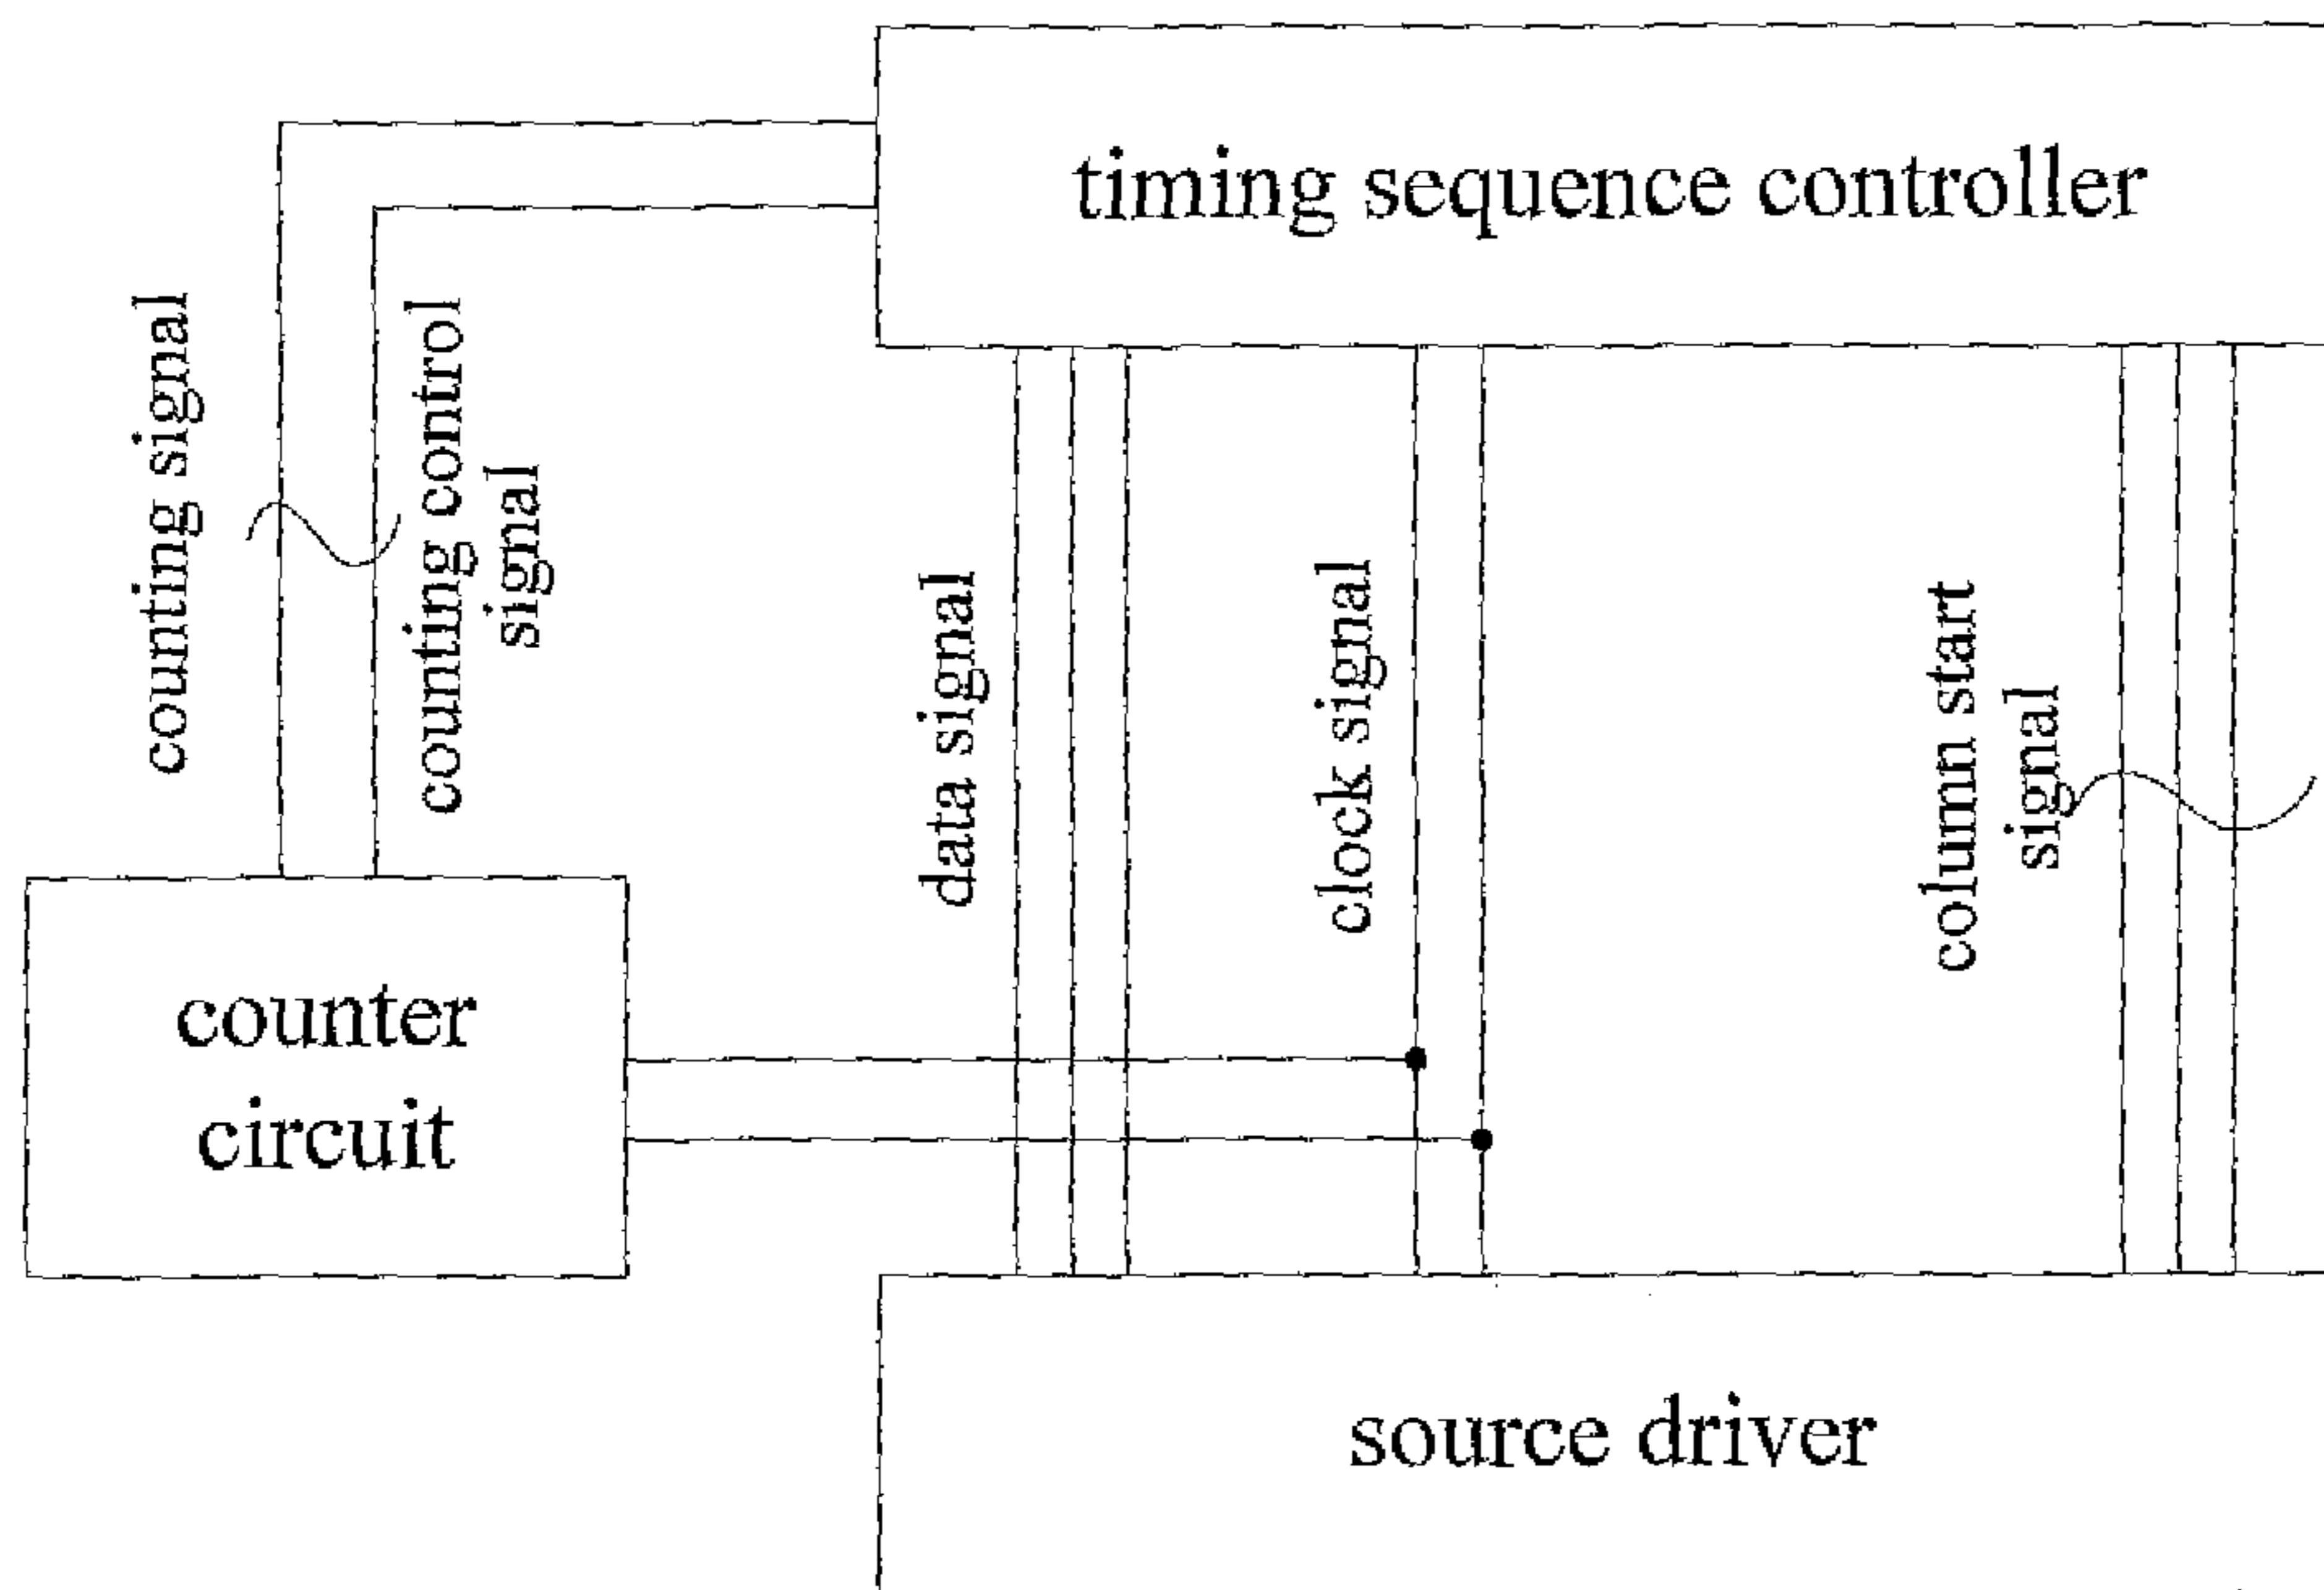 timing sequence controller
counting signal
counting control
signal
data signal
clock signal
column start
signal
counter
circuit
source driver